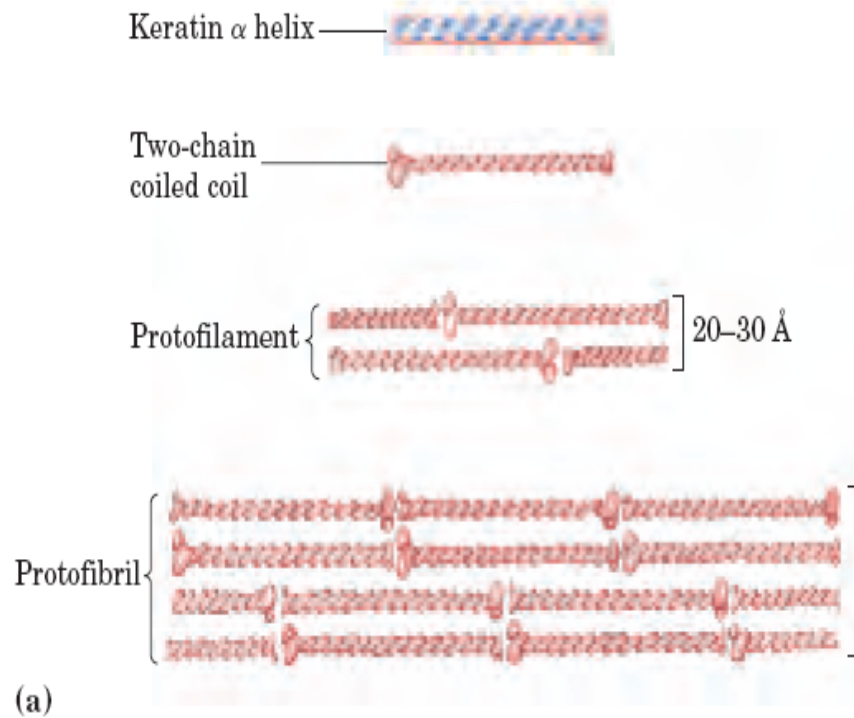 Keratin α helix
Two-chain
coiled coil
Protofilament
20–30 Å
Protofibril
(a)